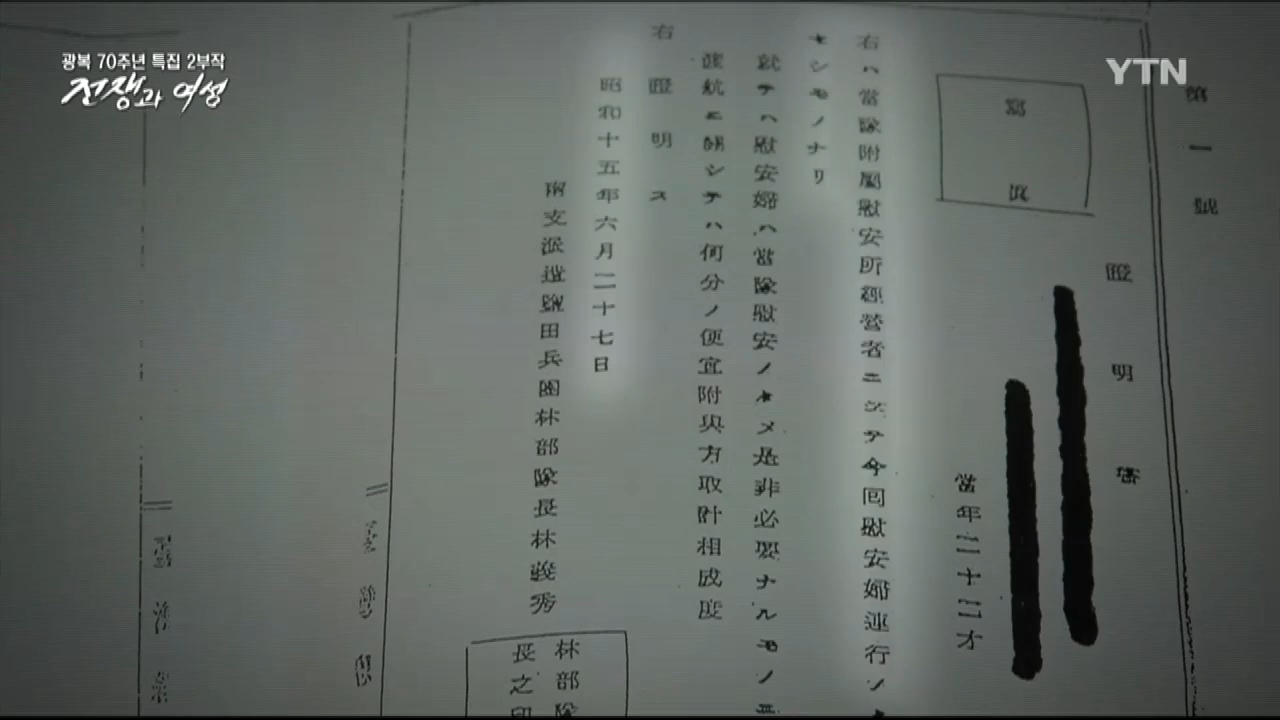 광복 70주년 특집 2부작
전쟁과 여성
YTN
第一號
證明書
寫眞
當年三十二才
右ハ當隊附屬慰安所經營者ニシテ今回慰安婦連行ノ
セシモノナリ
就テハ慰安婦ハ當隊慰安ノタメ是非必要ナルモノ
渡航ニ關シテハ何分ノ便宜附與方取計相成度
右證明ス
昭和十五年六月二十七日
南支派遣鹽田兵團林部隊長林義秀
林部隊
長之印